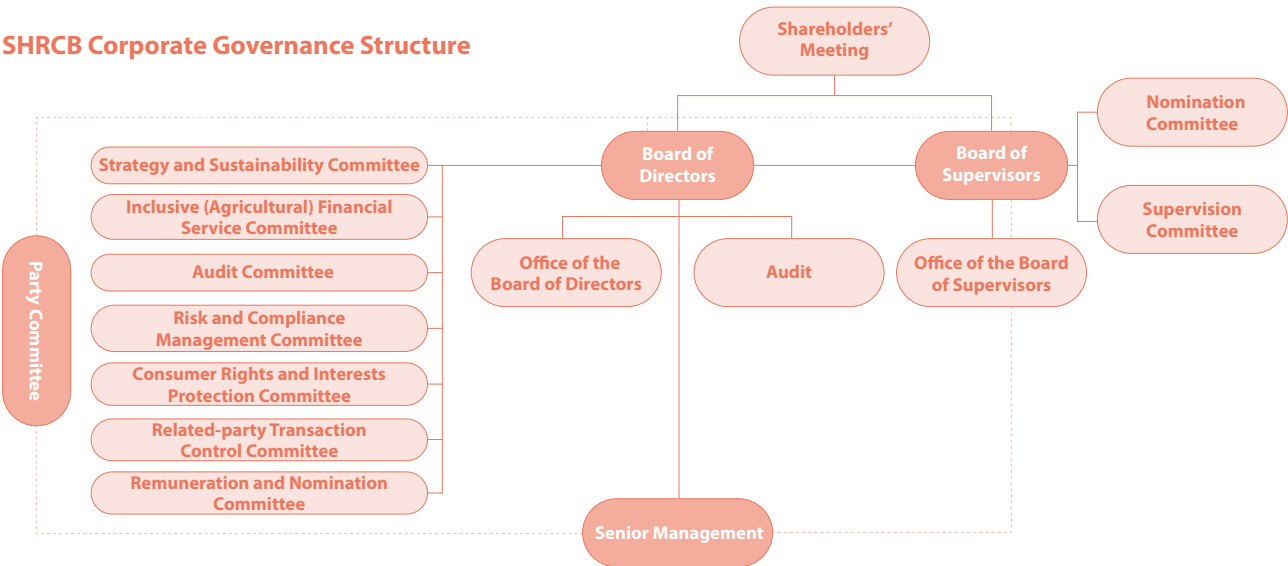 SHRCB Corporate Governance Structure
Shareholders’
Meeting
Nomination
Committee
Board of
Directors
Board of
Supervisors
Strategy and Sustainability Committee
Inclusive (Agricultural) Financial
Service Committee
Supervision
Committee
Party Committee
Audit Committee
Office of the
Board of Directors
Audit
Office of the Board
of Supervisors
Risk and Compliance
Management Committee
Consumer Rights and Interests
Protection Committee
Related-party Transaction
Control Committee
Remuneration and Nomination
Committee
Senior Management